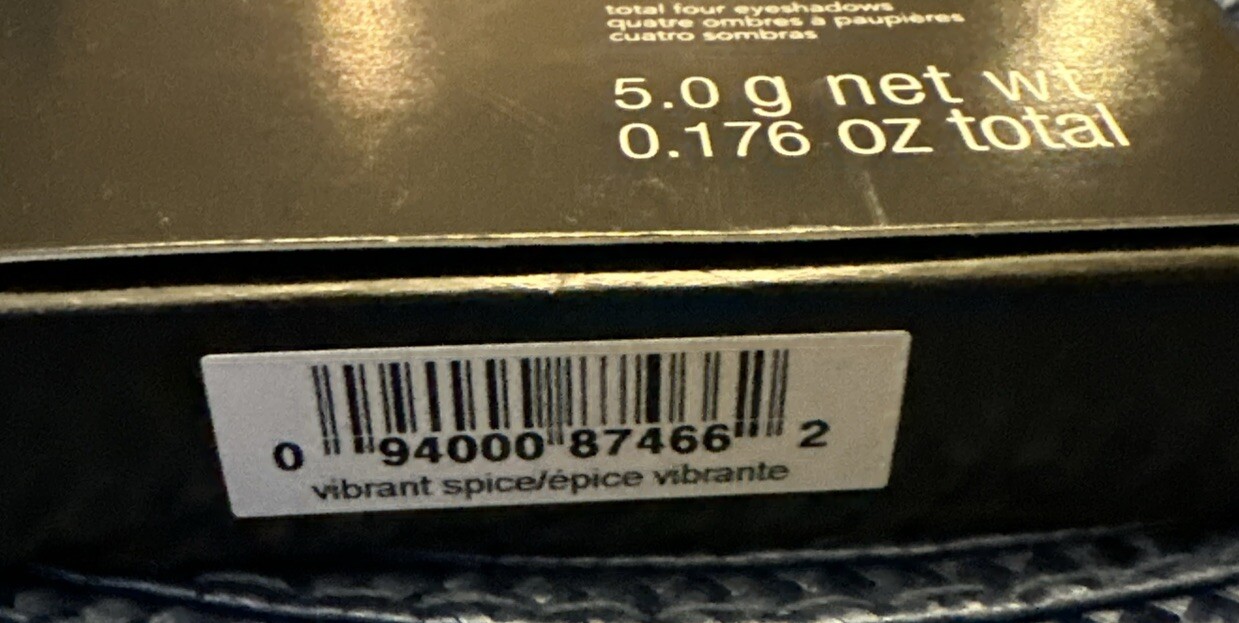 total four eyeshadows
quatre ombres à paupières
cuatro sombras
5.0 g net wt
0.176 oz total
0 94000 87466 2
vibrant spice/épice vibrante